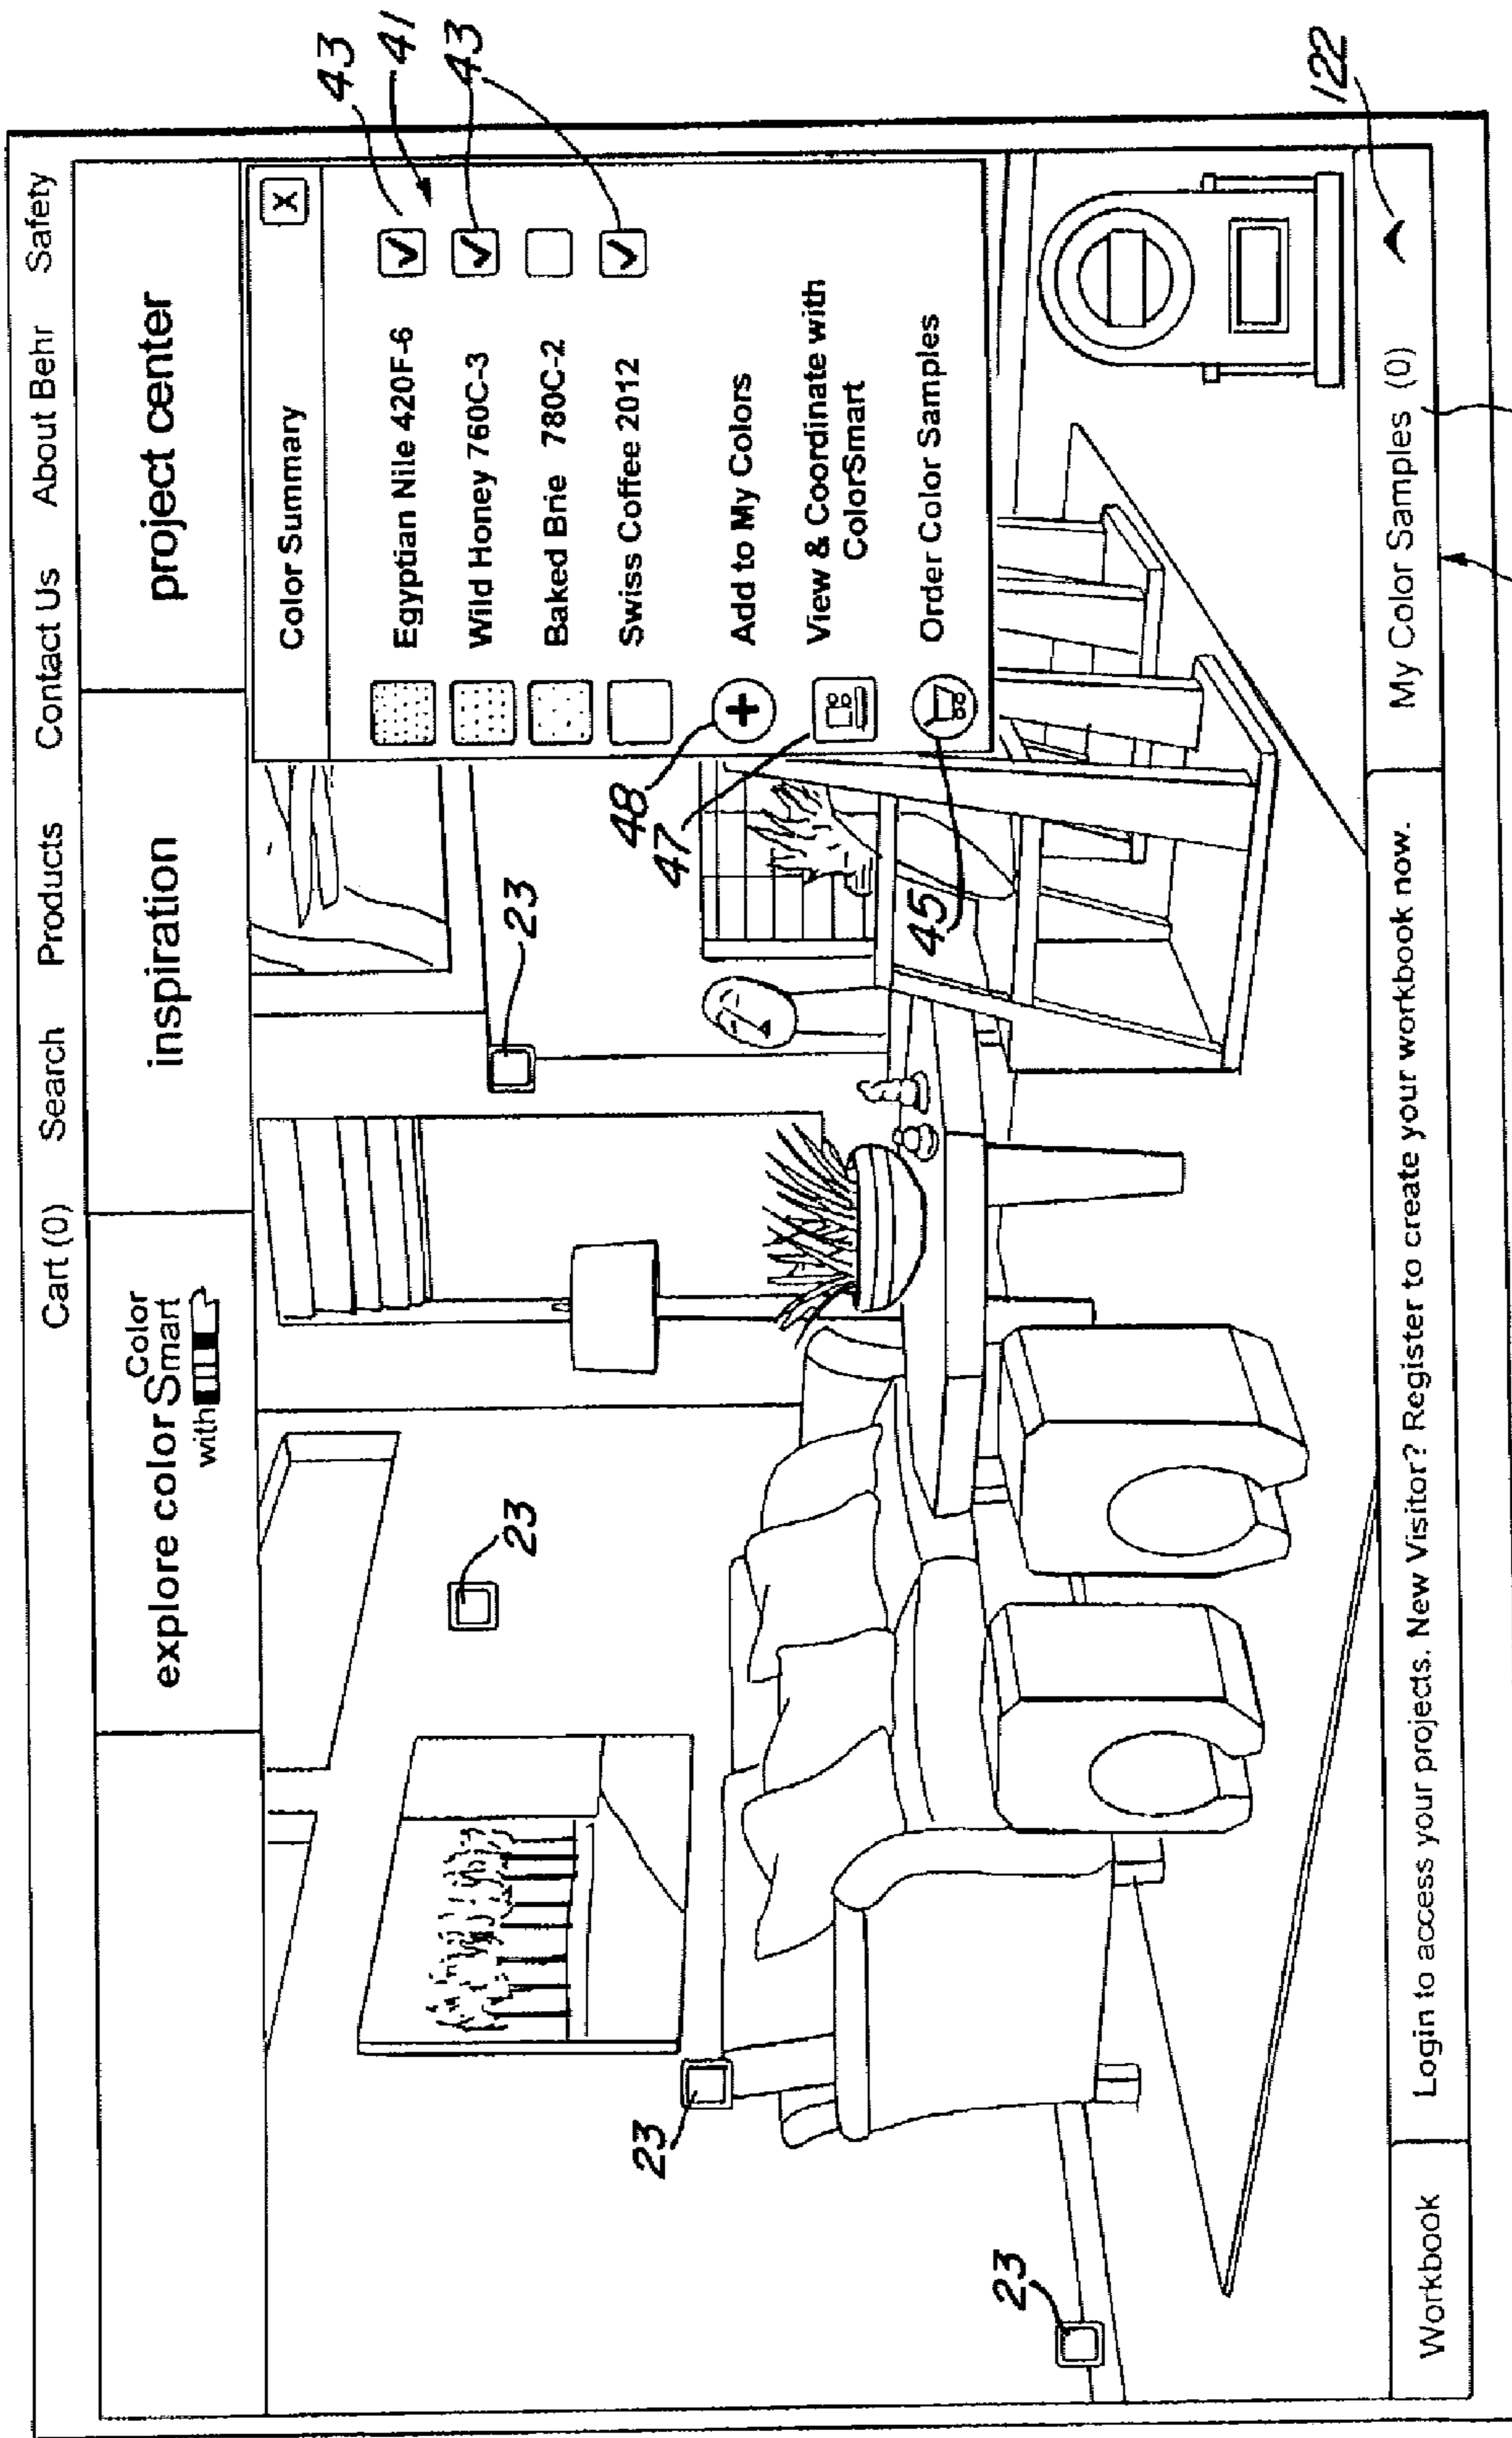 Cart (0) Search Products Contact Us About Behr Safety
explore color with Color Smart
inspiration
project center
Color Summary X
Egyptian Nile 420F-6
Wild Honey 760C-3
Baked Brie 780C-2
Swiss Coffee 2012
+ Add to My Colors
View & Coordinate with
ColorSmart
Order Color Samples
43
41
43
48
47
45
23
23
23
23
Workbook
Login to access your projects. New Visitor? Register to create your workbook now.
My Color Samples (0)
122